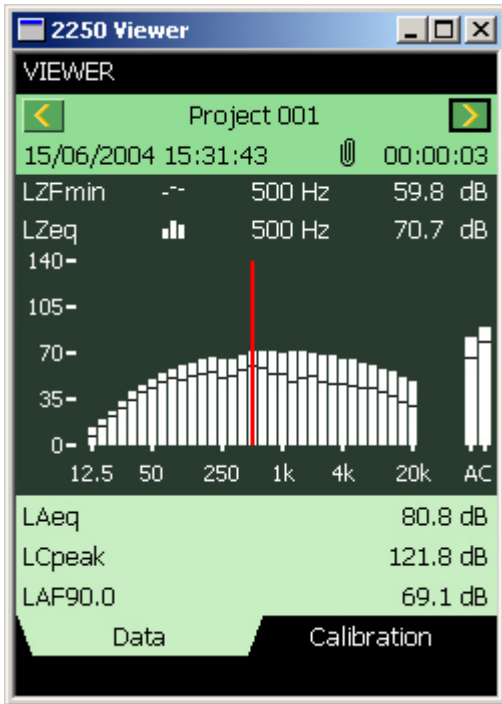 2250 Viewer
VIEWER
Project 001
15/06/2004 15:31:43 00:00:03
LZFmin 500 Hz 59.8 dB
LZeq 500 Hz 70.7 dB
140
105
70
35
0
12.5 50 250 1k 4k 20k AC
LAeq 80.8 dB
LCpeak 121.8 dB
LAF90.0 69.1 dB
Data Calibration